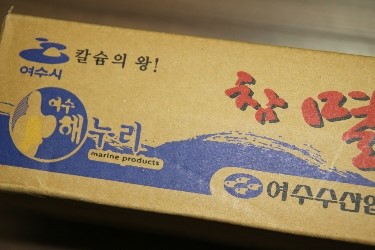 칼슘의 왕!
여수시
여수
해누리
marine products
참
여수수산업